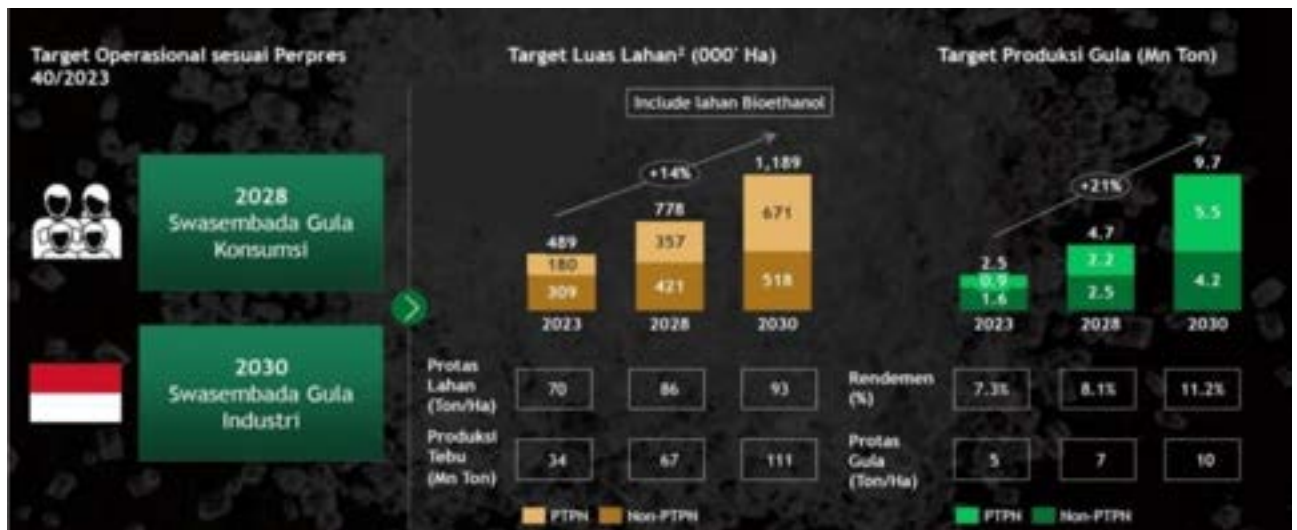 Target Operasional sesuai Perpres
40/2023
2028
Swasembada Gula
Konsumsi
2030
Swasembada Gula
Industri
Target Luas Lahan² (000' Ha)
Include lahan Bioethanol
+14%
489
180
309
2023
778
357
421
2028
1,189
671
518
2030
Protas
Lahan
(Ton/Ha)
70
86
93
Produksi
Tebu
(Mn Ton)
34
67
111
PTPN
Non-PTPN
Target Produksi Gula (Mn Ton)
+21%
2.5
0.9
1.6
2023
4.7
2.2
2.5
2028
9.7
5.5
4.2
2030
Rendemen
(%)
7.3%
8.1%
11.2%
Protas
Gula
(Ton/Ha)
5
7
10
PTPN
Non-PTPN